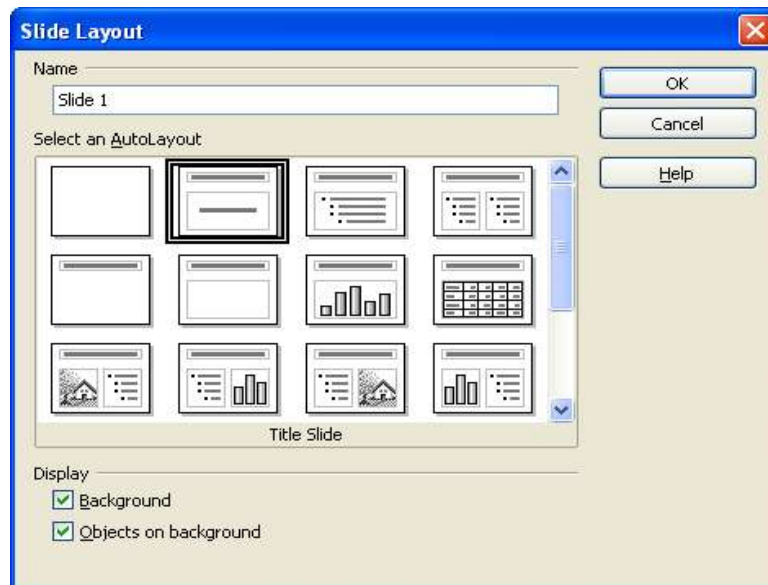 Slide Layout
Name
OK
Slide 1
Cancel
Select an AutoLayout
Help
Title Slide
Display
Background
Objects on background